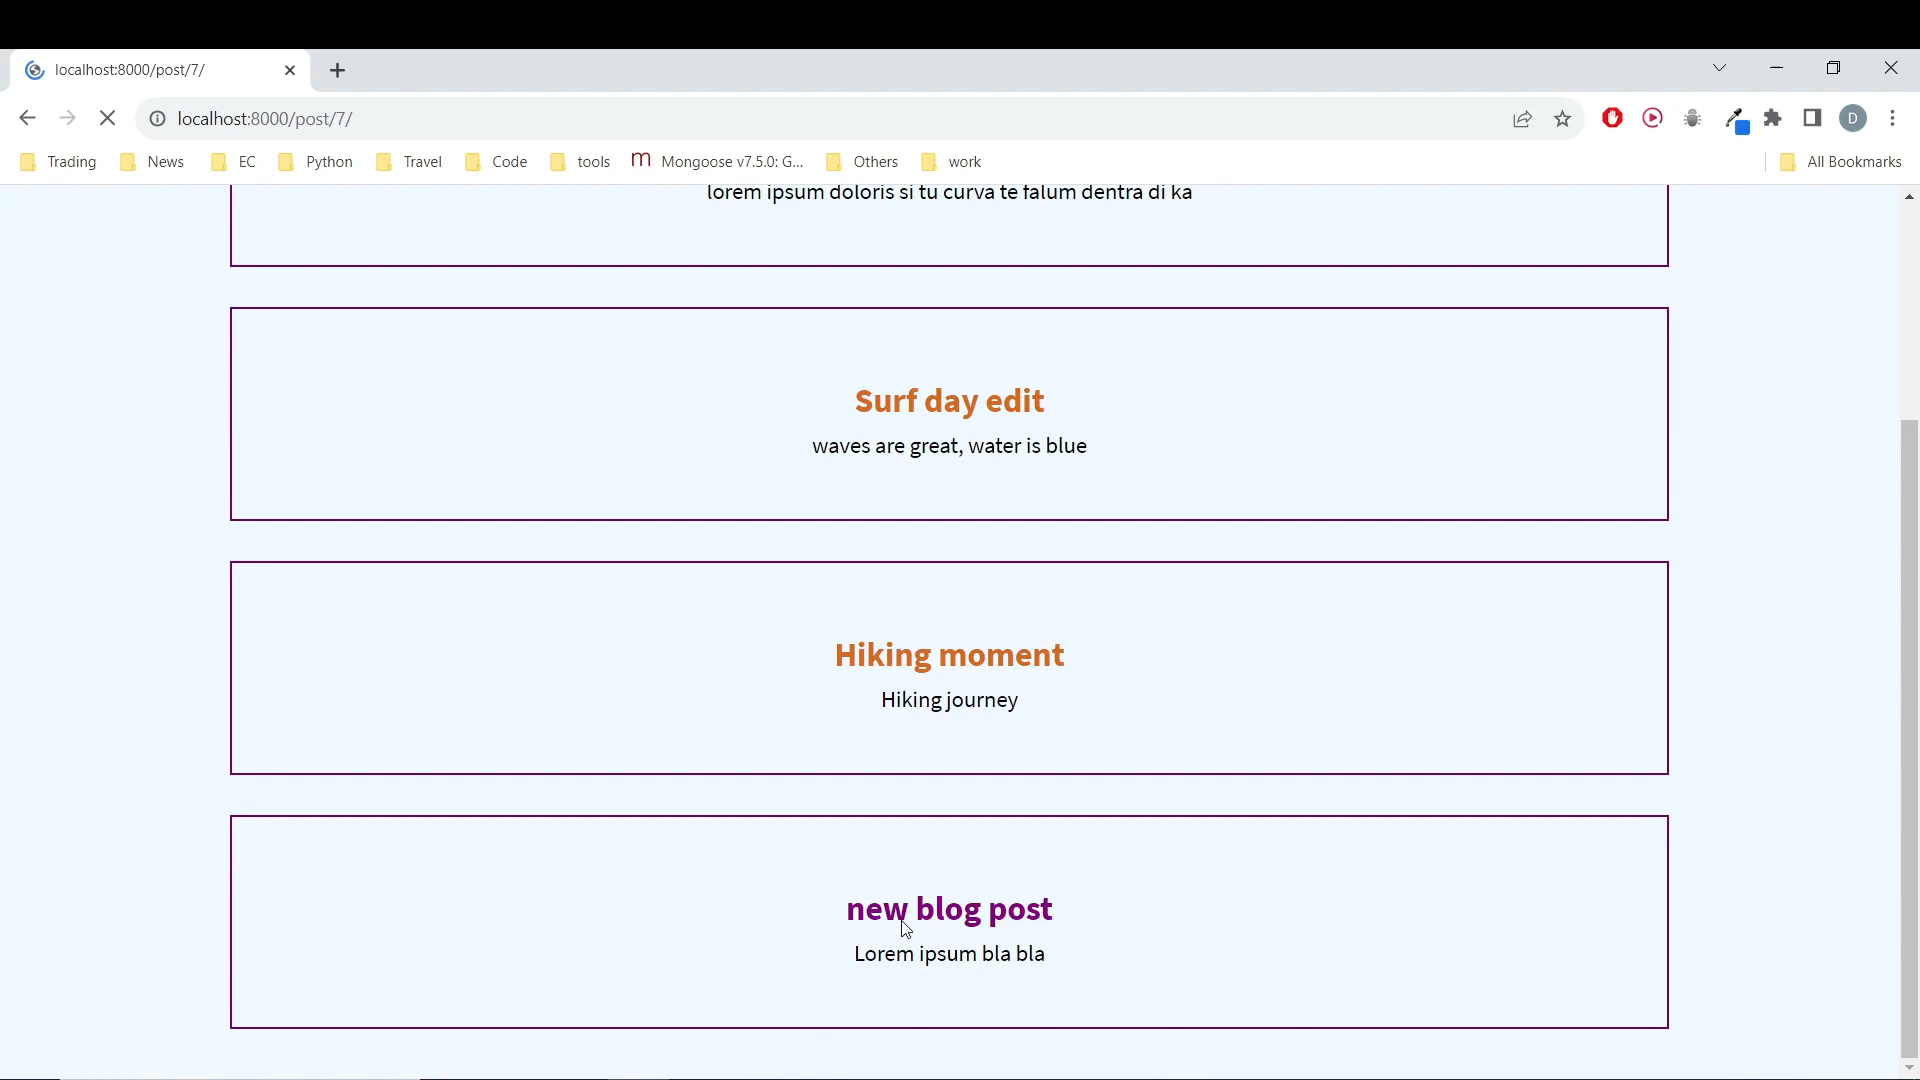 localhost:8000/post/7/
localhost:8000/post/7/
D
Trading News EC Python Travel Code tools Mongoose v7.5.0: G... Others work All Bookmarks
lorem ipsum doloris si tu curva te falum dentra di ka
Surf day edit
waves are great, water is blue
Hiking moment
Hiking journey
new blog post
Lorem ipsum bla bla